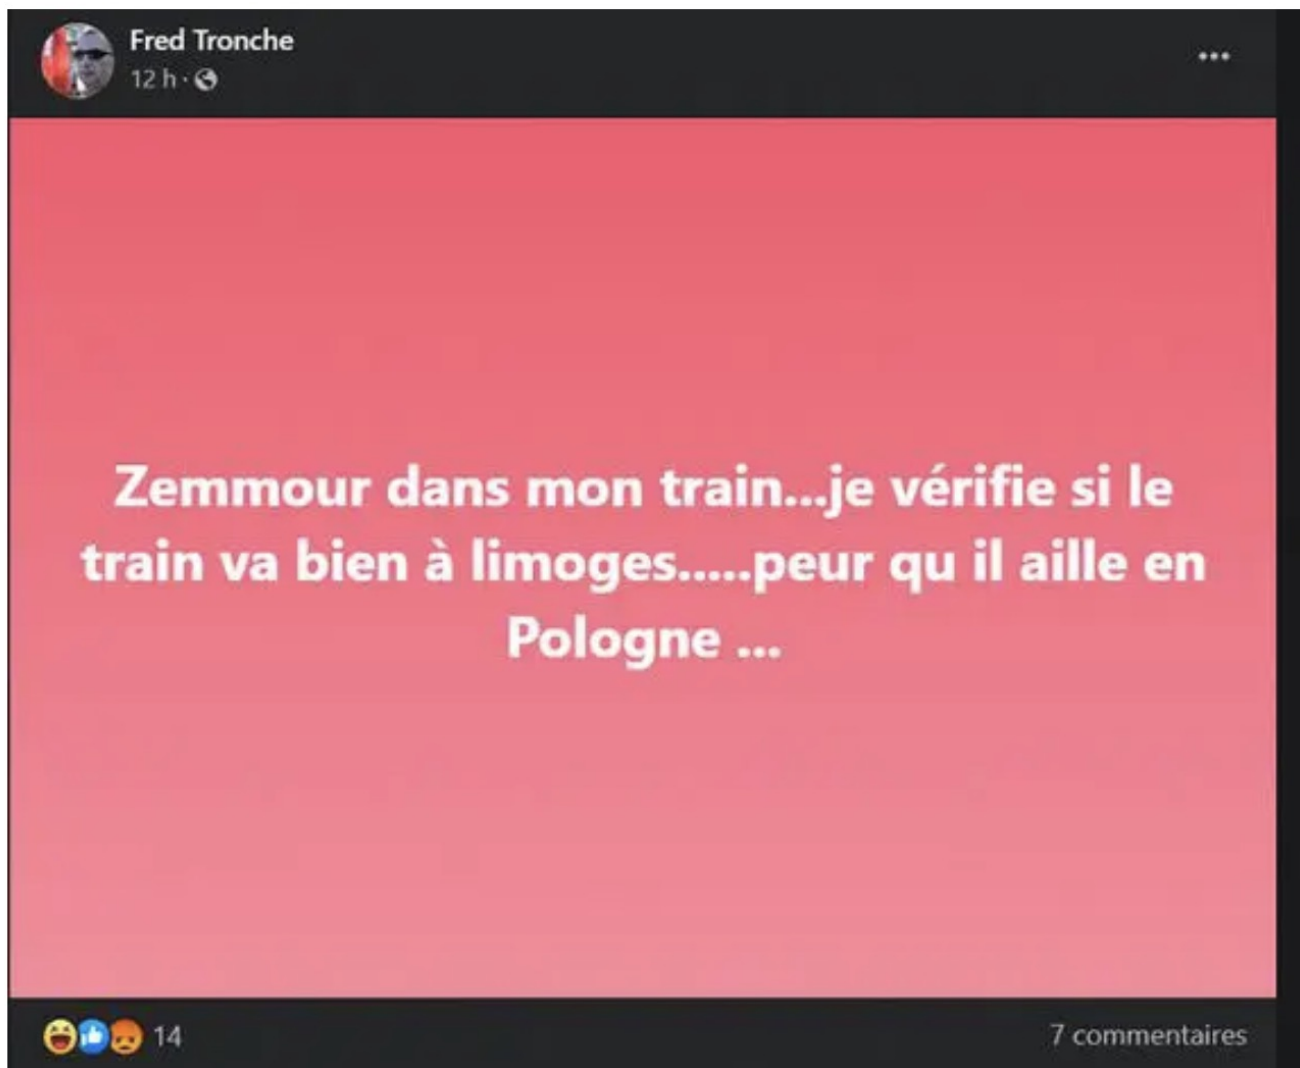 Fred Tronche
12 h ·
Zemmour dans mon train...je vérifie si le
train va bien à limoges.....peur qu il aille en
Pologne ...
14
7 commentaires